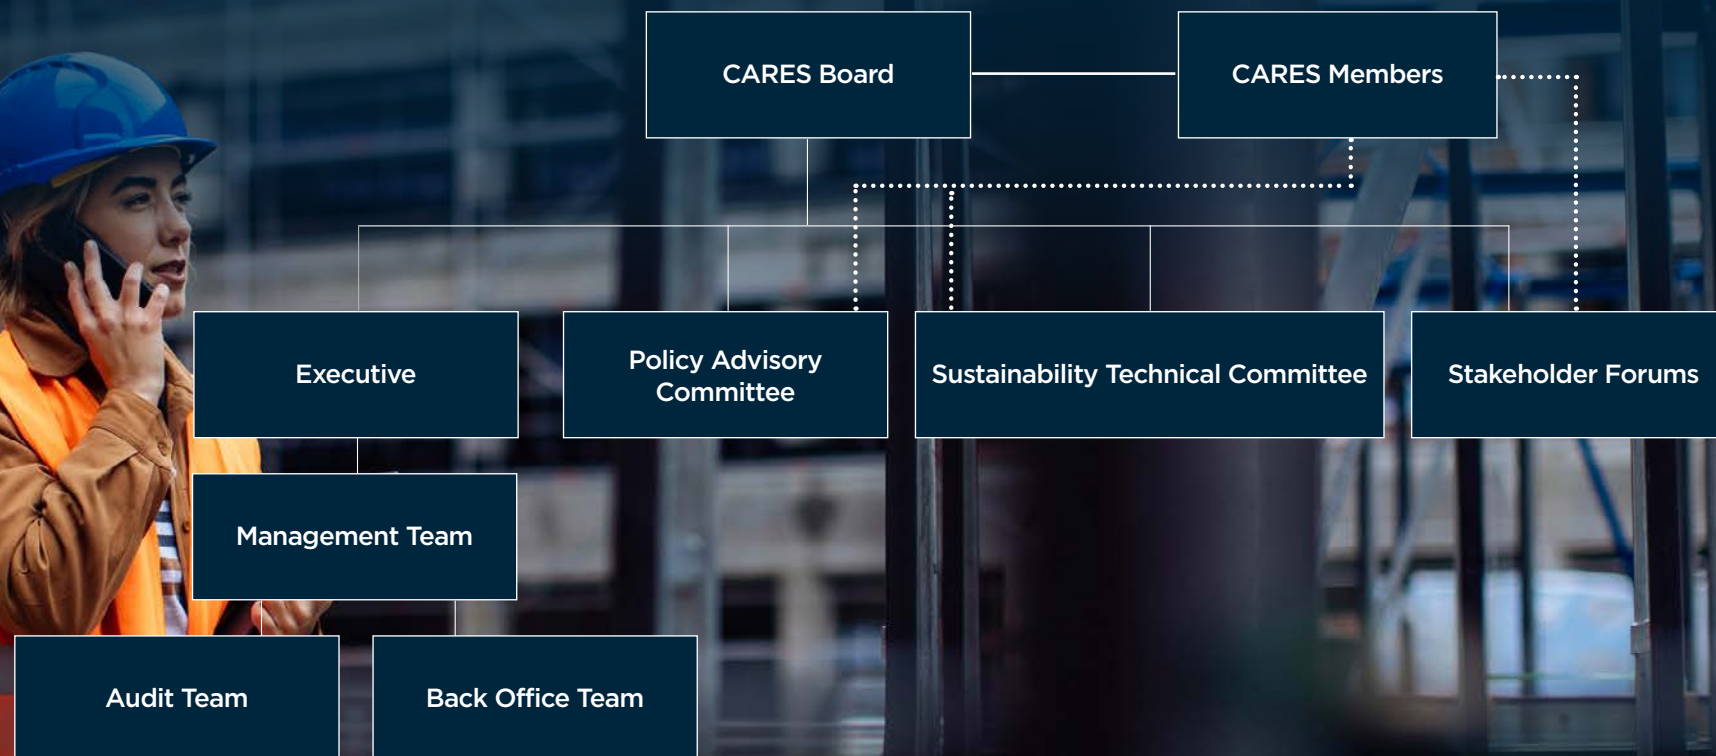 CARES Board
CARES Members
Executive
Policy Advisory
Committee
Sustainability Technical Committee
Stakeholder Forums
Management Team
Audit Team
Back Office Team